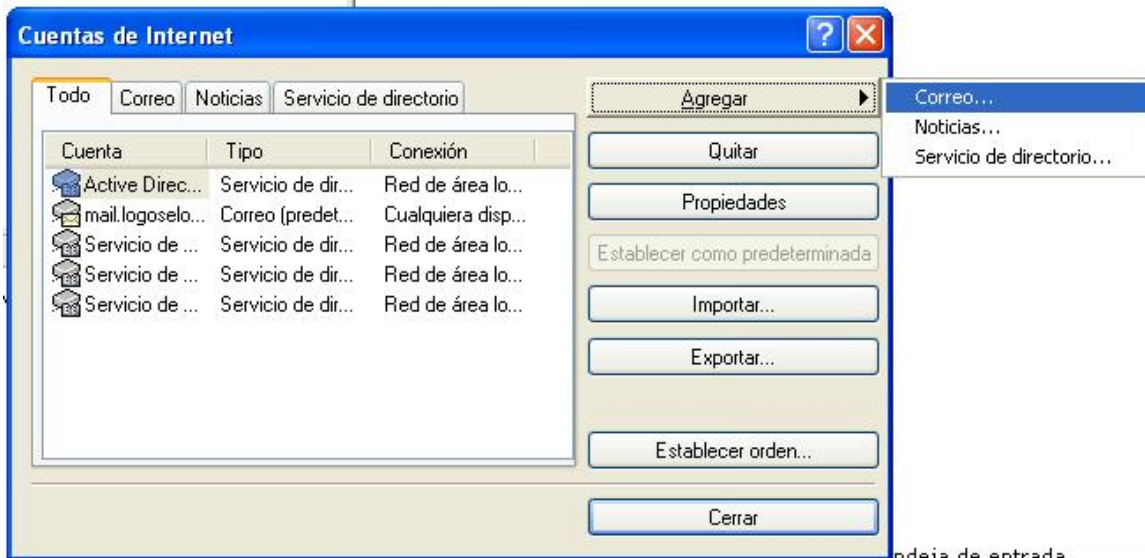 Cuentas de Internet
Todo Correo Noticias Servicio de directorio
Cuenta Tipo Conexión
Active Direc... Servicio de dir... Red de área lo...
mail.logoselo... Correo (predet... Cualquiera disp...
Servicio de ... Servicio de dir... Red de área lo...
Servicio de ... Servicio de dir... Red de área lo...
Servicio de ... Servicio de dir... Red de área lo...
Agregar
Quitar
Propiedades
Establecer como predeterminada
Importar...
Exportar...
Establecer orden...
Cerrar
Correo...
Noticias...
Servicio de directorio...
ndeja de entrada